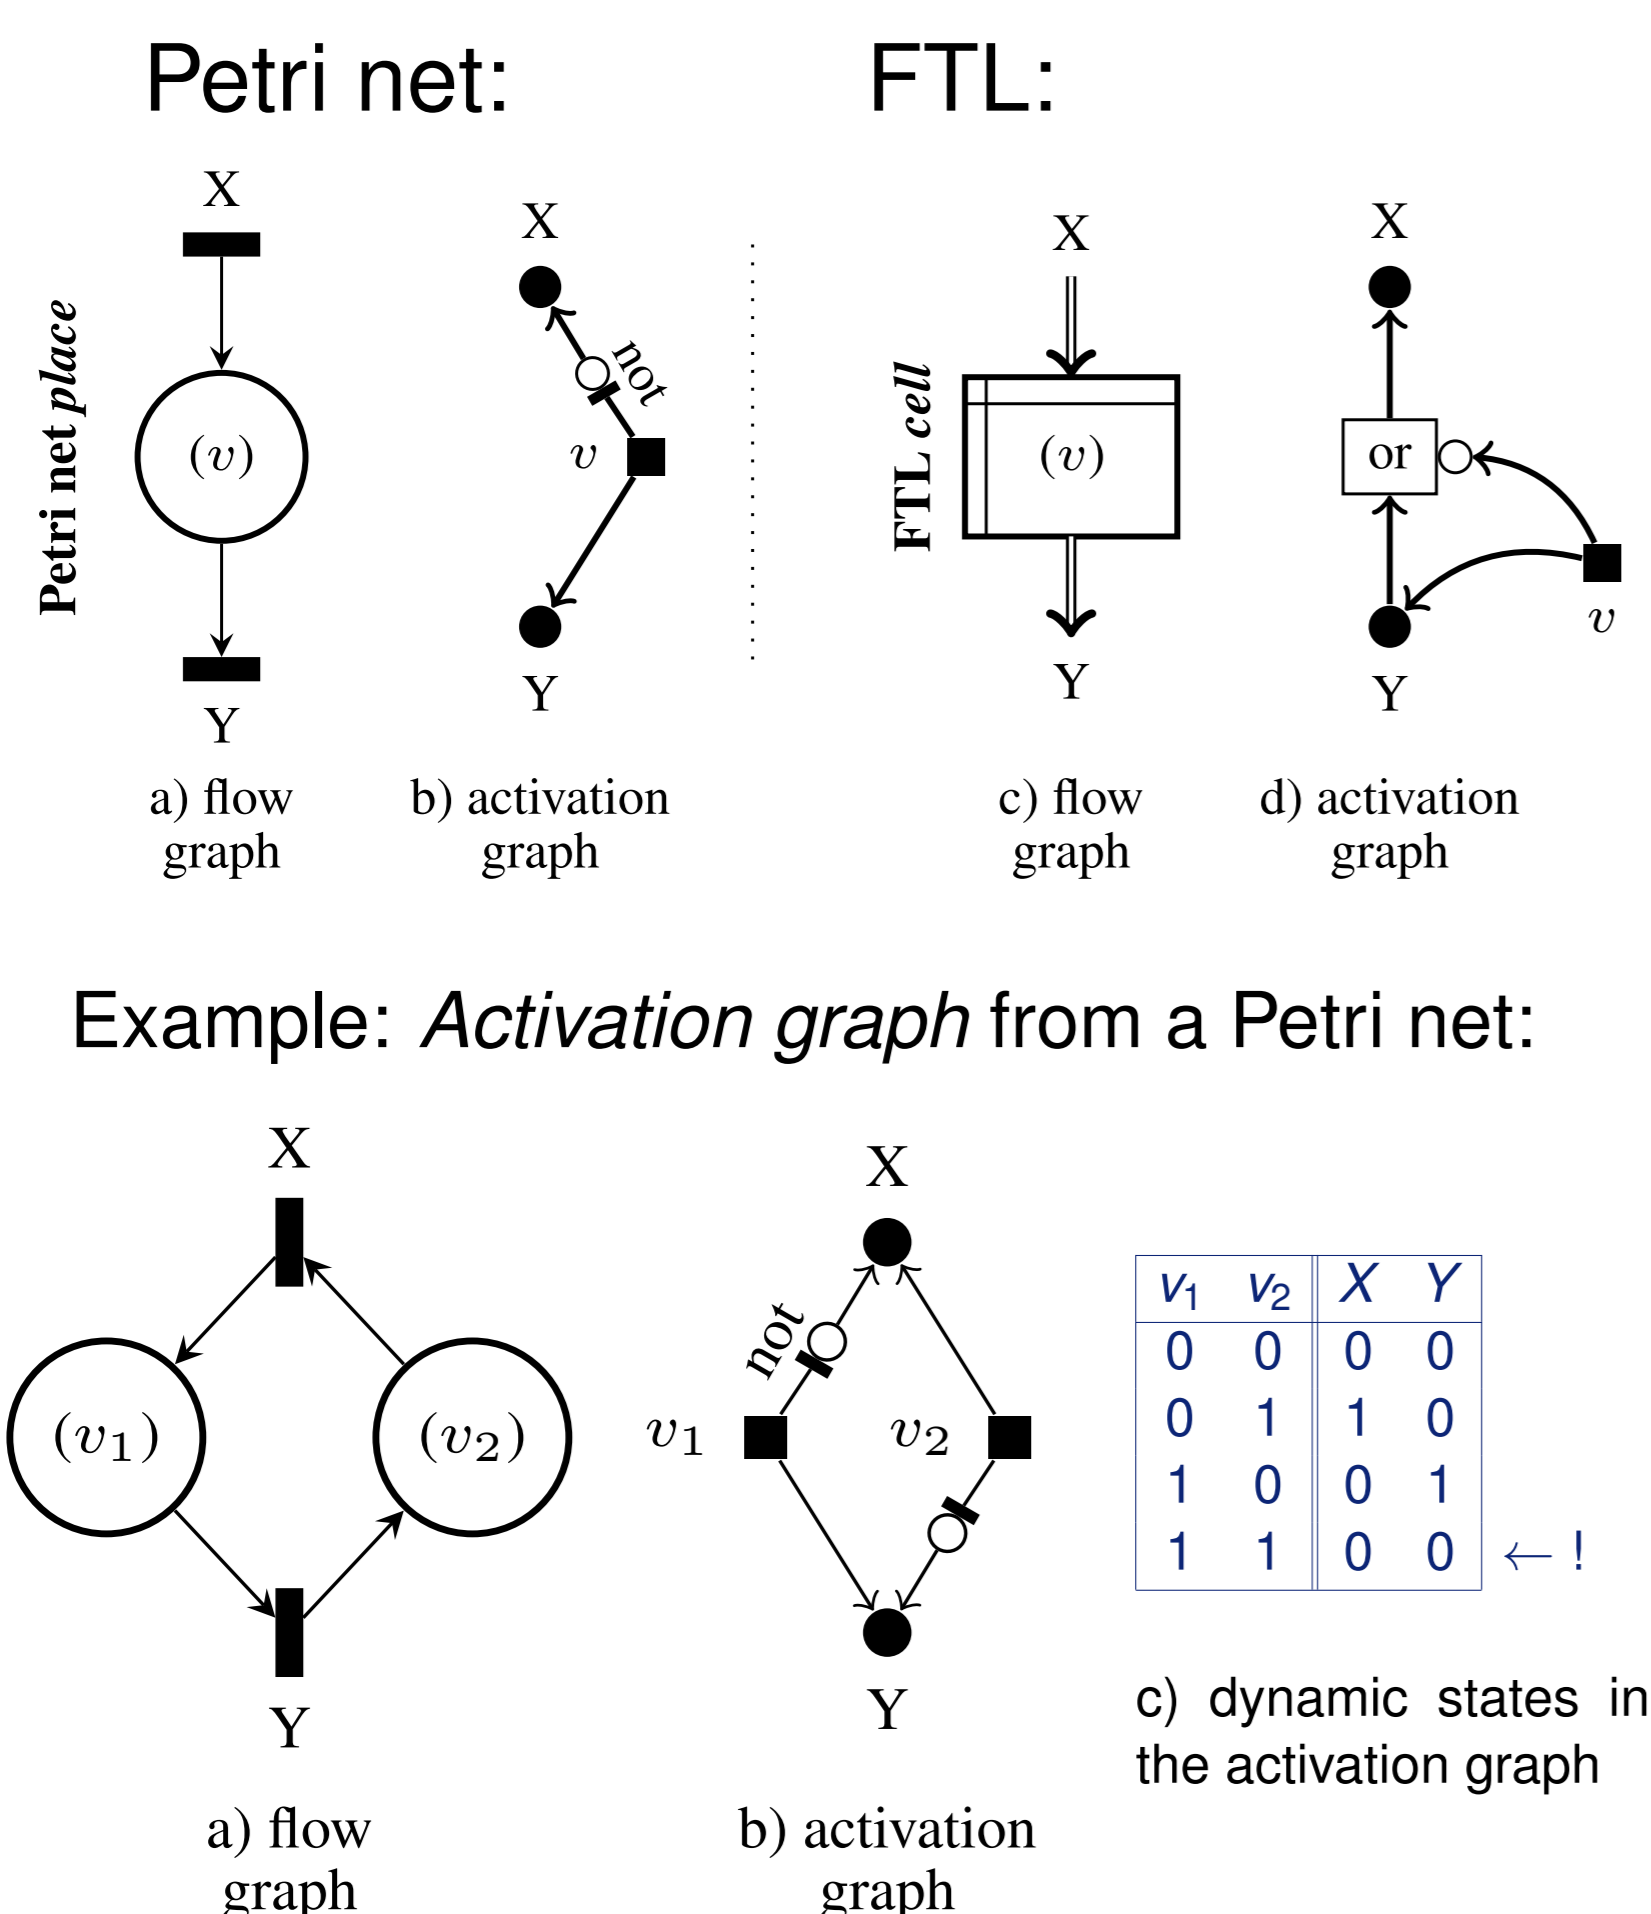 Petri net:
FTL:
X
X
X
X
Petri net place
not
(v)
v
FTL cell
(v)
or
v
Y
Y
Y
Y
a) flow
graph
b) activation
graph
c) flow
graph
d) activation
graph
Example: Activation graph from a Petri net:
X
(v₁)
(v₂)
Y
a) flow
graph
X
not
v₁
v₂
Y
b) activation
graph
v₁ v₂ X Y
0 0 0 0
0 1 1 0
1 0 0 1
1 1 0 0 ← !
c) dynamic states in
the activation graph